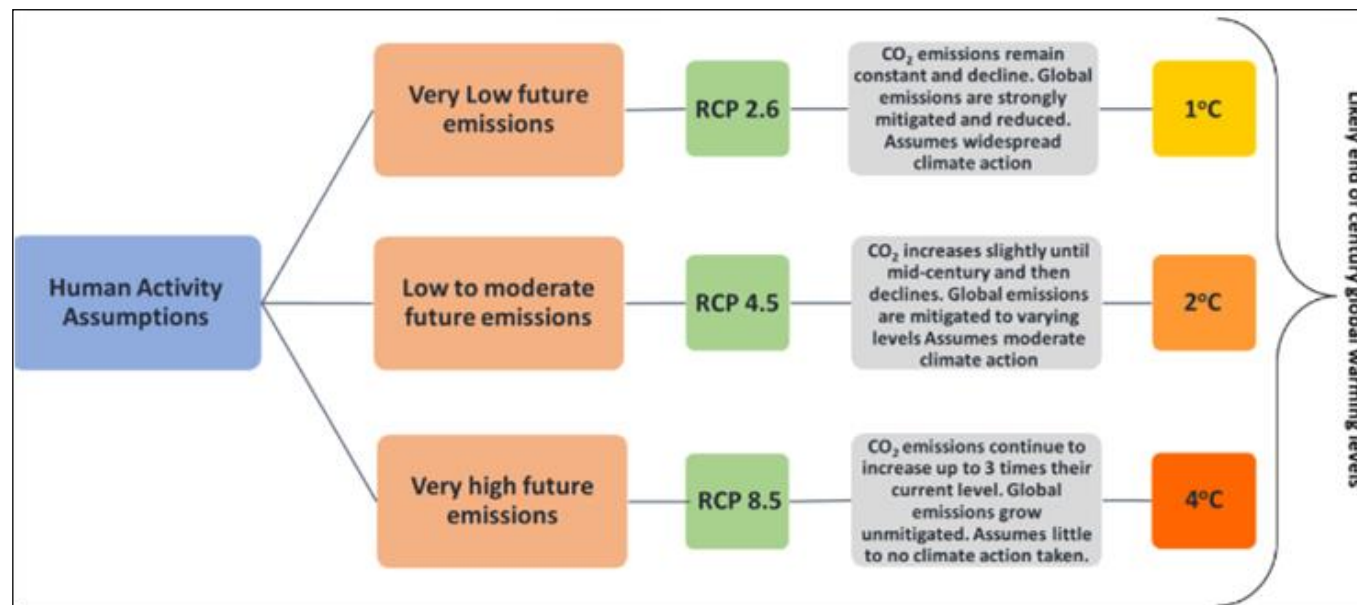 Human Activity
Assumptions
Very Low future
emissions
RCP 2.6
CO₂ emissions remain
constant and decline. Global
emissions are strongly
mitigated and reduced.
Assumes widespread
climate action
1°C
Low to moderate
future emissions
RCP 4.5
CO₂ increases slightly until
mid-century and then
declines. Global emissions
are mitigated to varying
levels Assumes moderate
climate action
2°C
Very high future
emissions
RCP 8.5
CO₂ emissions continue to
increase up to 3 times their
current level. Global
emissions grow
unmitigated. Assumes little
to no climate action taken.
4°C
Likely end of century global warming levels